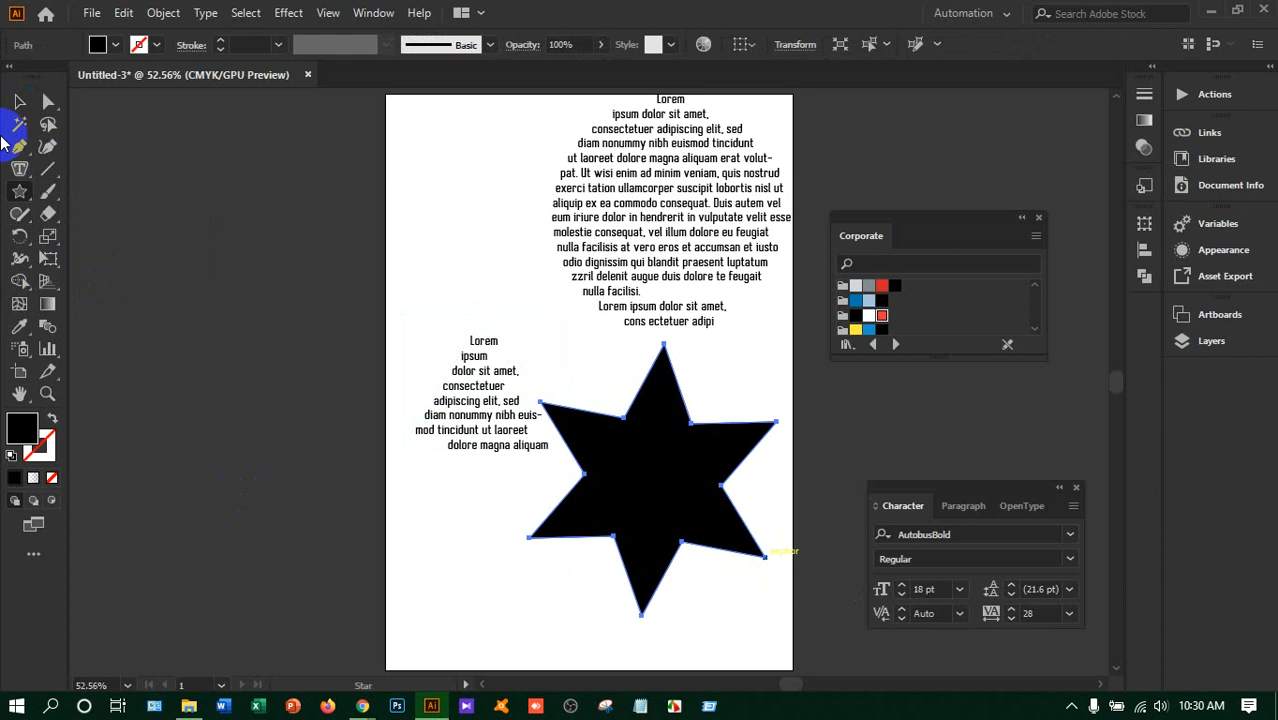 File Edit Object Type Select Effect View Window Help Automation Search Adobe Stock
Path Stroke: Basic Opacity: 100% Style: Transform
Untitled-3* @ 52.56% (CMYK/GPU Preview)
Lorem
ipsum dolor sit amet,
consectetuer adipiscing elit, sed
diam nonummy nibh euismod tincidunt
ut laoreet dolore magna aliquam erat volut-
pat. Ut wisi enim ad minim veniam, quis nostrud
exerci tation ullamcorper suscipit lobortis nisl ut
aliquip ex ea commodo consequat. Duis autem vel
eum iriure dolor in hendrerit in vulputate velit esse
molestie consequat, vel illum dolore eu feugiat
nulla facilisis at vero eros et accumsan et iusto
odio dignissim qui blandit praesent luptatum
zzril delenit augue duis dolore te feugait
nulla facilisi.
Lorem ipsum dolor sit amet,
cons ectetuer adipi
Lorem
ipsum
dolor sit amet,
consectetuer
adipiscing elit, sed
diam nonummy nibh euis-
mod tincidunt ut laoreet
dolore magna aliquam
anchor
Corporate
Actions
Links
Libraries
Document Info
Variables
Appearance
Asset Export
Artboards
Layers
Character Paragraph OpenType
AutobusBold
Regular
18 pt (21.6 pt)
Auto 28
52.56% 1 Star
10:30 AM